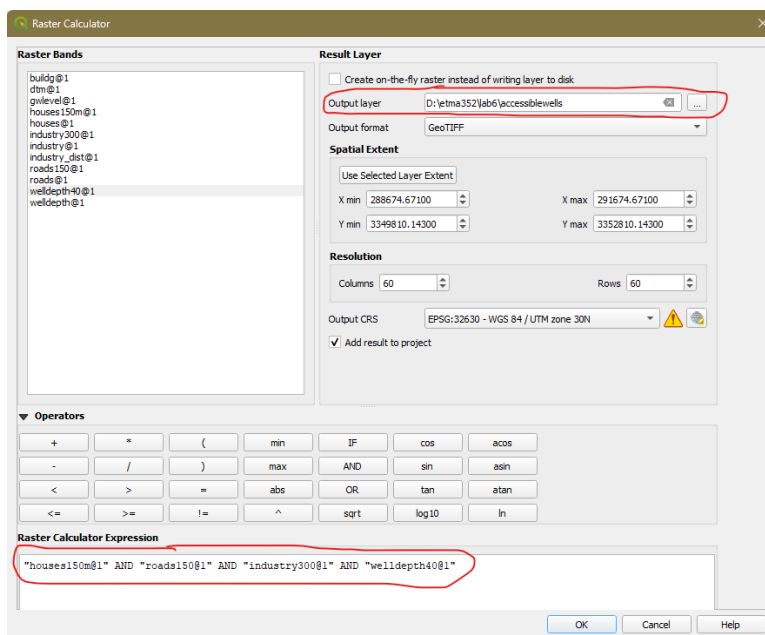 Raster Calculator
Raster Bands
buildg@1
dtm@1
gwlevel@1
houses150m@1
houses@1
industry300@1
industry@1
industry_dist@1
roads150@1
roads@1
welldepth40@1
welldepth@1
Result Layer
Create on-the-fly raster instead of writing layer to disk
Output layer D:\etma352\lab6\accessiblewells ...
Output format GeoTIFF
Spatial Extent
Use Selected Layer Extent
X min 288674.67100 X max 291674.67100
Y min 3349810.14300 Y max 3352810.14300
Resolution
Columns 60 Rows 60
Output CRS EPSG:32630 - WGS 84 / UTM zone 30N
Add result to project
Operators
+ * ( min IF cos acos
- / ) max AND sin asin
< > = abs OR tan atan
<= >= != ^ sqrt log10 ln
Raster Calculator Expression
"houses150m@1" AND "roads150@1" AND "industry300@1" AND "welldepth40@1"
OK Cancel Help